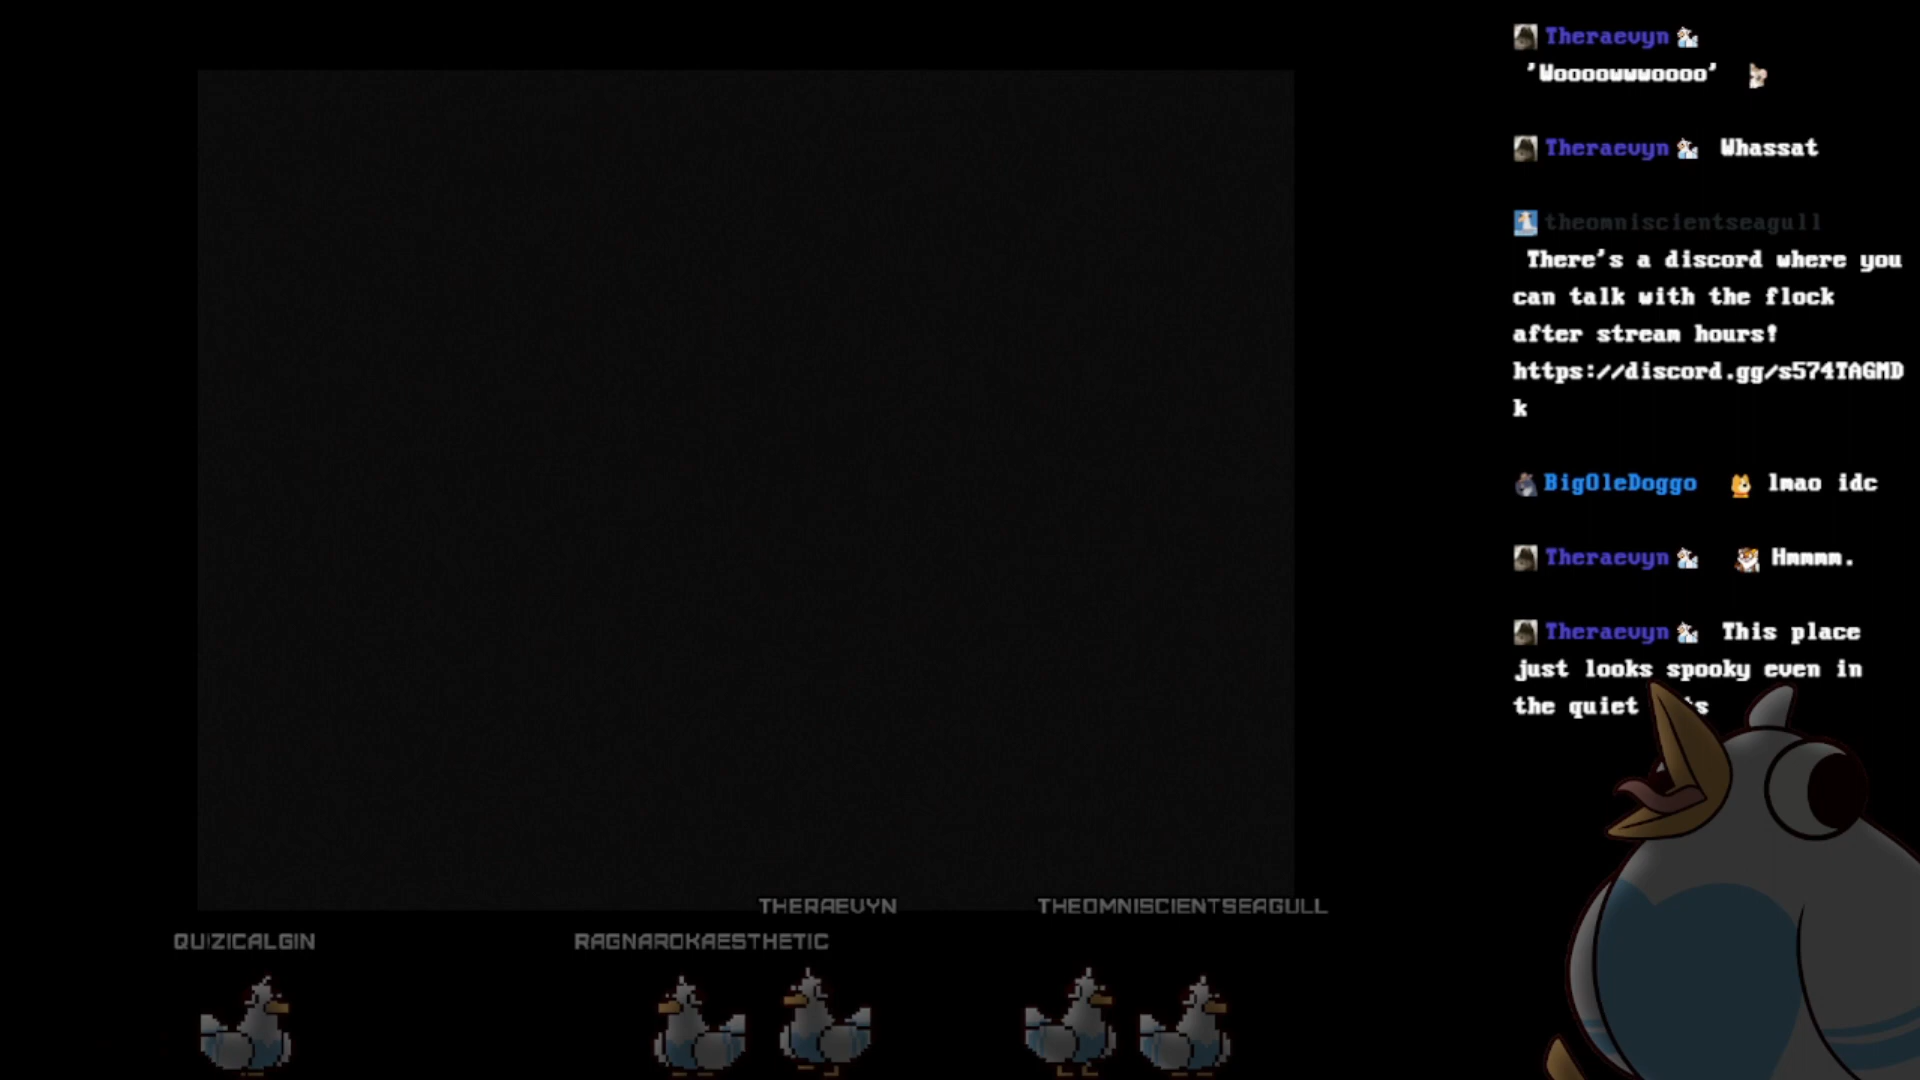 Theraevyn
'Woooowwwoooo'
Theraevyn Whassat
theomniscientseagull
There's a discord where you
can talk with the flock
after stream hours!
https://discord.gg/s574TAGMD
k
BigOleDoggo lmao idc
Theraevyn Hmmmm.
Theraevyn This place
just looks spooky even in
the quiet
THERAEVYN THEOMNISCIENTSEAGULL
QUIZICALGIN RAGNAROKAESTHETIC